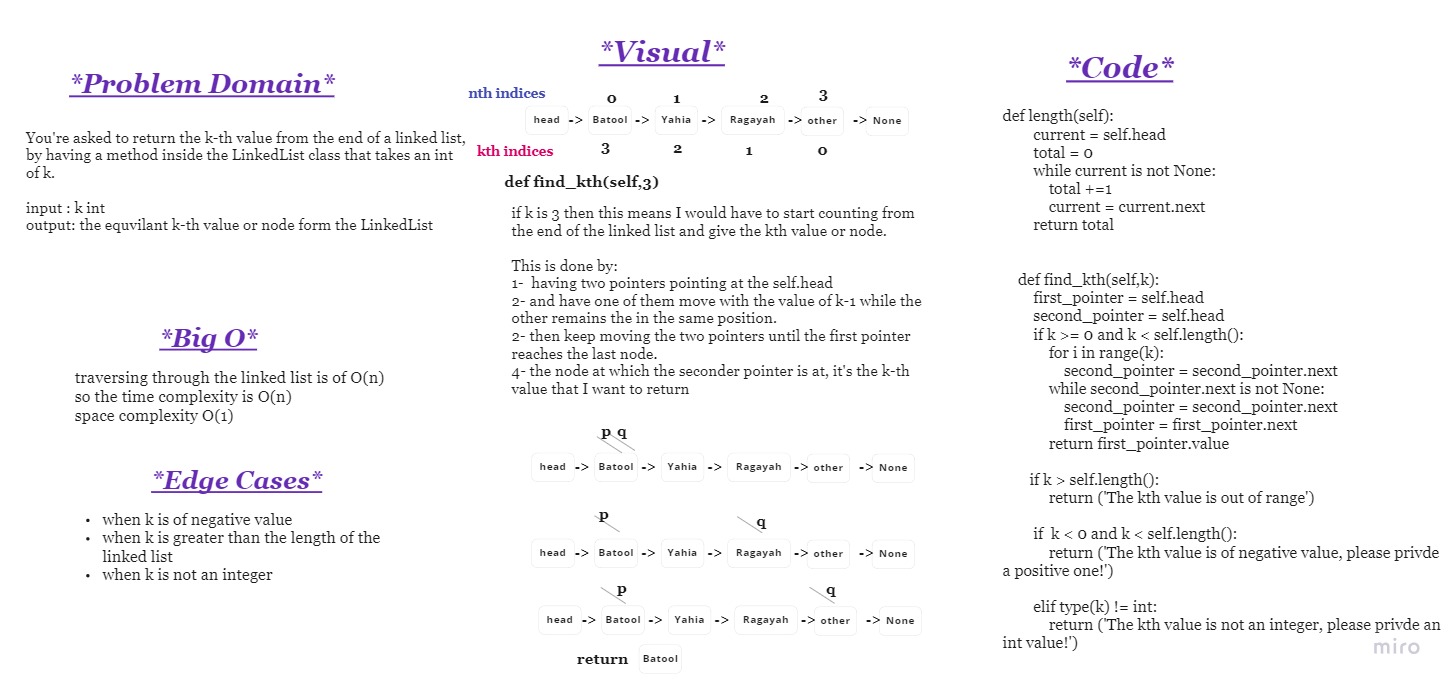 *Problem Domain*
You're asked to return the k-th value from the end of a linked list,
by having a method inside the LinkedList class that takes an int
of k.
input : k int
output: the equvilant k-th value or node form the LinkedList
*Big O*
traversing through the linked list is of O(n)
so the time complexity is O(n)
space complexity O(1)
*Edge Cases*
• when k is of negative value
• when k is greater than the length of the
linked list
• when k is not an integer
*Visual*
nth indices 0 1 2 3
head -> Batool -> Yahia -> Ragayah -> other -> None
kth indices 3 2 1 0
def find_kth(self,3)
if k is 3 then this means I would have to start counting from
the end of the linked list and give the kth value or node.
This is done by:
1- having two pointers pointing at the self.head
2- and have one of them move with the value of k-1 while the
other remains the in the same position.
2- then keep moving the two pointers until the first pointer
reaches the last node.
4- the node at which the seconder pointer is at, it's the k-th
value that I want to return
p q
head -> Batool -> Yahia -> Ragayah -> other -> None
p q
head -> Batool -> Yahia -> Ragayah -> other -> None
p q
head -> Batool -> Yahia -> Ragayah -> other -> None
return Batool
*Code*
def length(self):
current = self.head
total = 0
while current is not None:
total +=1
current = current.next
return total
def find_kth(self,k):
first_pointer = self.head
second_pointer = self.head
if k >= 0 and k < self.length():
for i in range(k):
second_pointer = second_pointer.next
while second_pointer.next is not None:
second_pointer = second_pointer.next
first_pointer = first_pointer.next
return first_pointer.value
if k > self.length():
return ('The kth value is out of range')
if k < 0 and k < self.length():
return ('The kth value is of negative value, please privde
a positive one!')
elif type(k) != int:
return ('The kth value is not an integer, please privde an
int value!')
miro